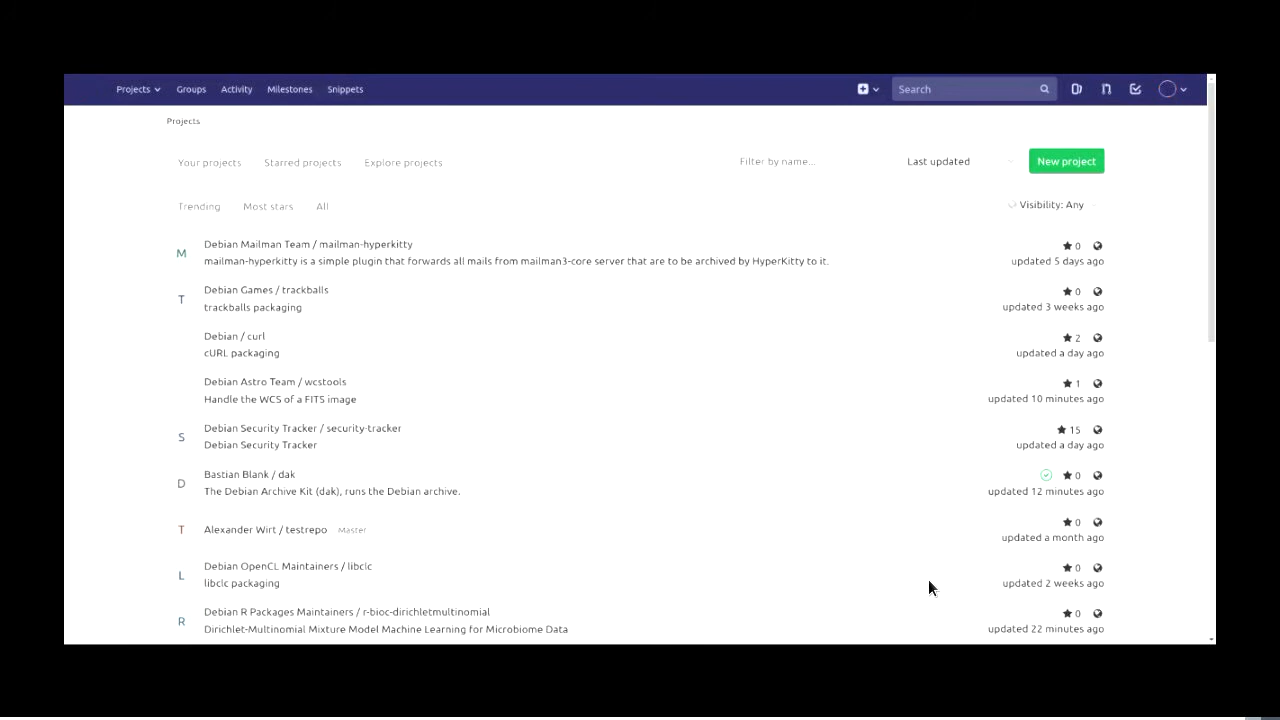 Projects Groups Activity Milestones Snippets Search
Projects
Your projects Starred projects Explore projects Filter by name... Last updated New project
Trending Most stars All Visibility: Any
M Debian Mailman Team / mailman-hyperkitty 0
mailman-hyperkitty is a simple plugin that forwards all mails from mailman3-core server that are to be archived by HyperKitty to it. updated 5 days ago
T Debian Games / trackballs 0
trackballs packaging updated 3 weeks ago
Debian / curl 2
cURL packaging updated a day ago
Debian Astro Team / wcstools 1
Handle the WCS of a FITS image updated 10 minutes ago
S Debian Security Tracker / security-tracker 15
Debian Security Tracker updated a day ago
D Bastian Blank / dak 0
The Debian Archive Kit (dak), runs the Debian archive. updated 12 minutes ago
T Alexander Wirt / testrepo Master 0
updated a month ago
L Debian OpenCL Maintainers / libclc 0
libclc packaging updated 2 weeks ago
R Debian R Packages Maintainers / r-bioc-dirichletmultinomial 0
Dirichlet-Multinomial Mixture Model Machine Learning for Microbiome Data updated 22 minutes ago